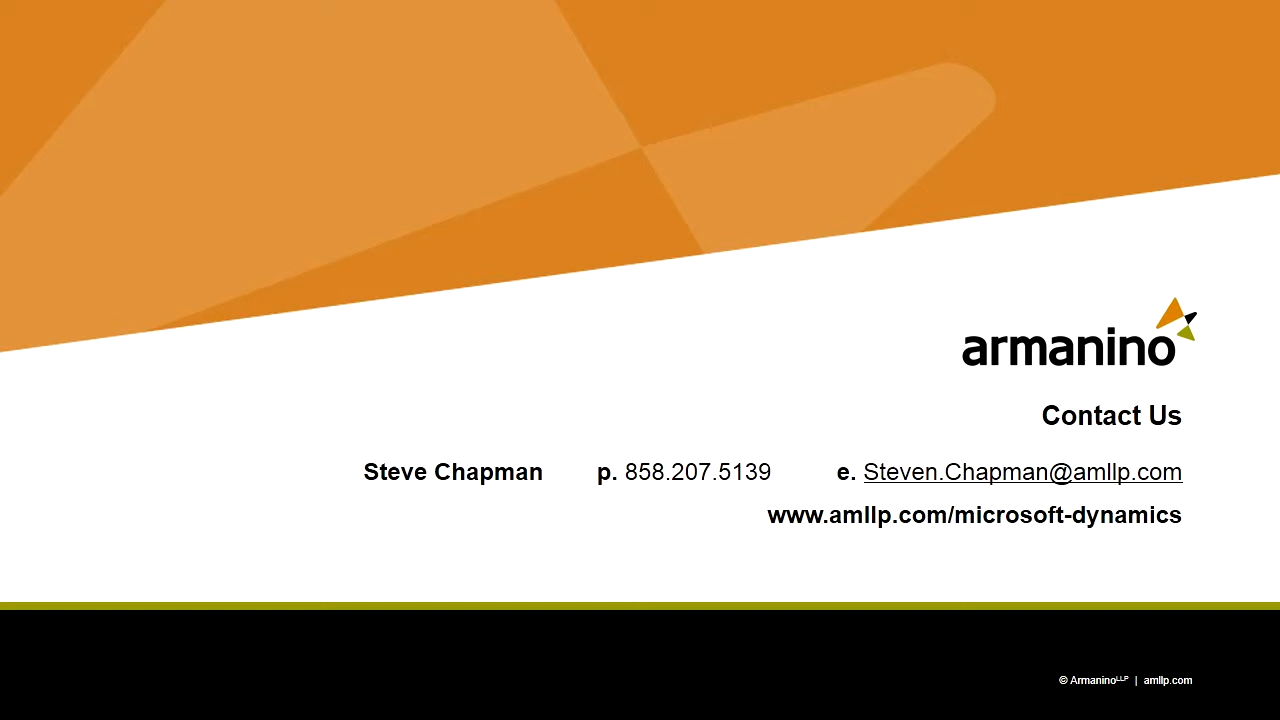 armanino
Contact Us
Steve Chapman p. 858.207.5139 e. Steven.Chapman@amllp.com
www.amllp.com/microsoft-dynamics
© ArmaninoLLP | amllp.com